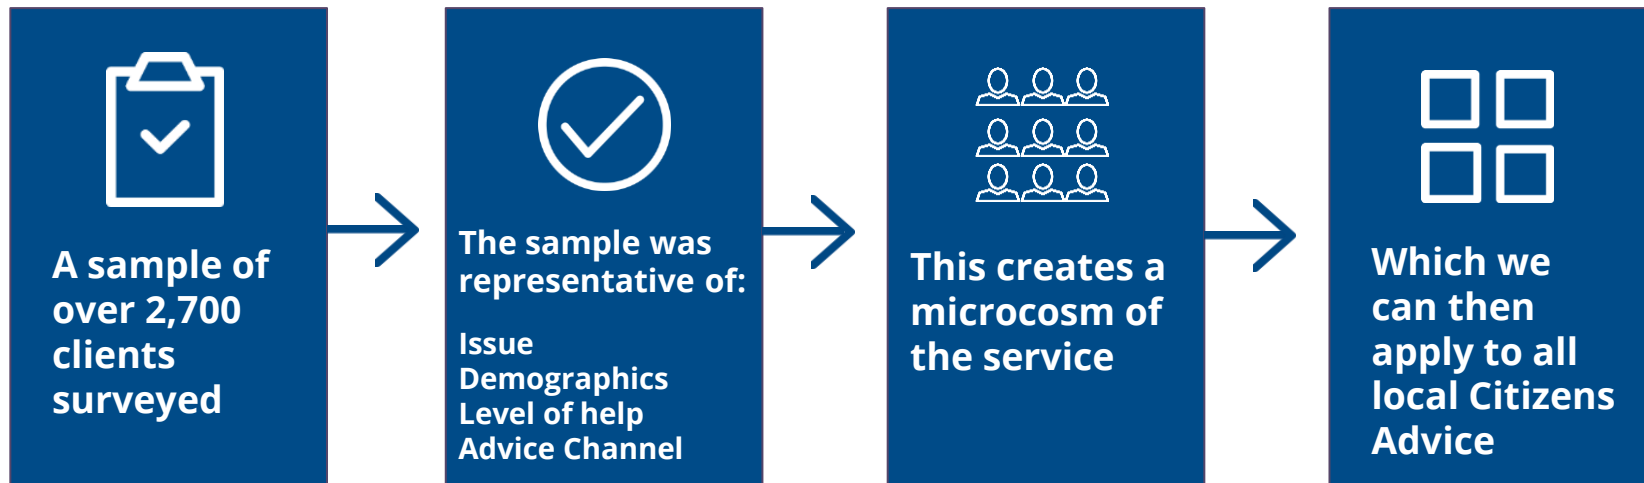 A sample of
over 2,700
clients
surveyed
The sample was
representative of:
Issue
Demographics
Level of help
Advice Channel
This creates a
microcosm of
the service
Which we
can then
apply to all
local Citizens
Advice